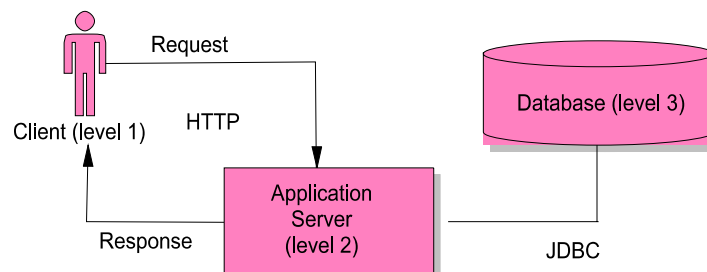 Request
Client (level 1)
HTTP
Database (level 3)
Application
Server
(level 2)
Response
JDBC